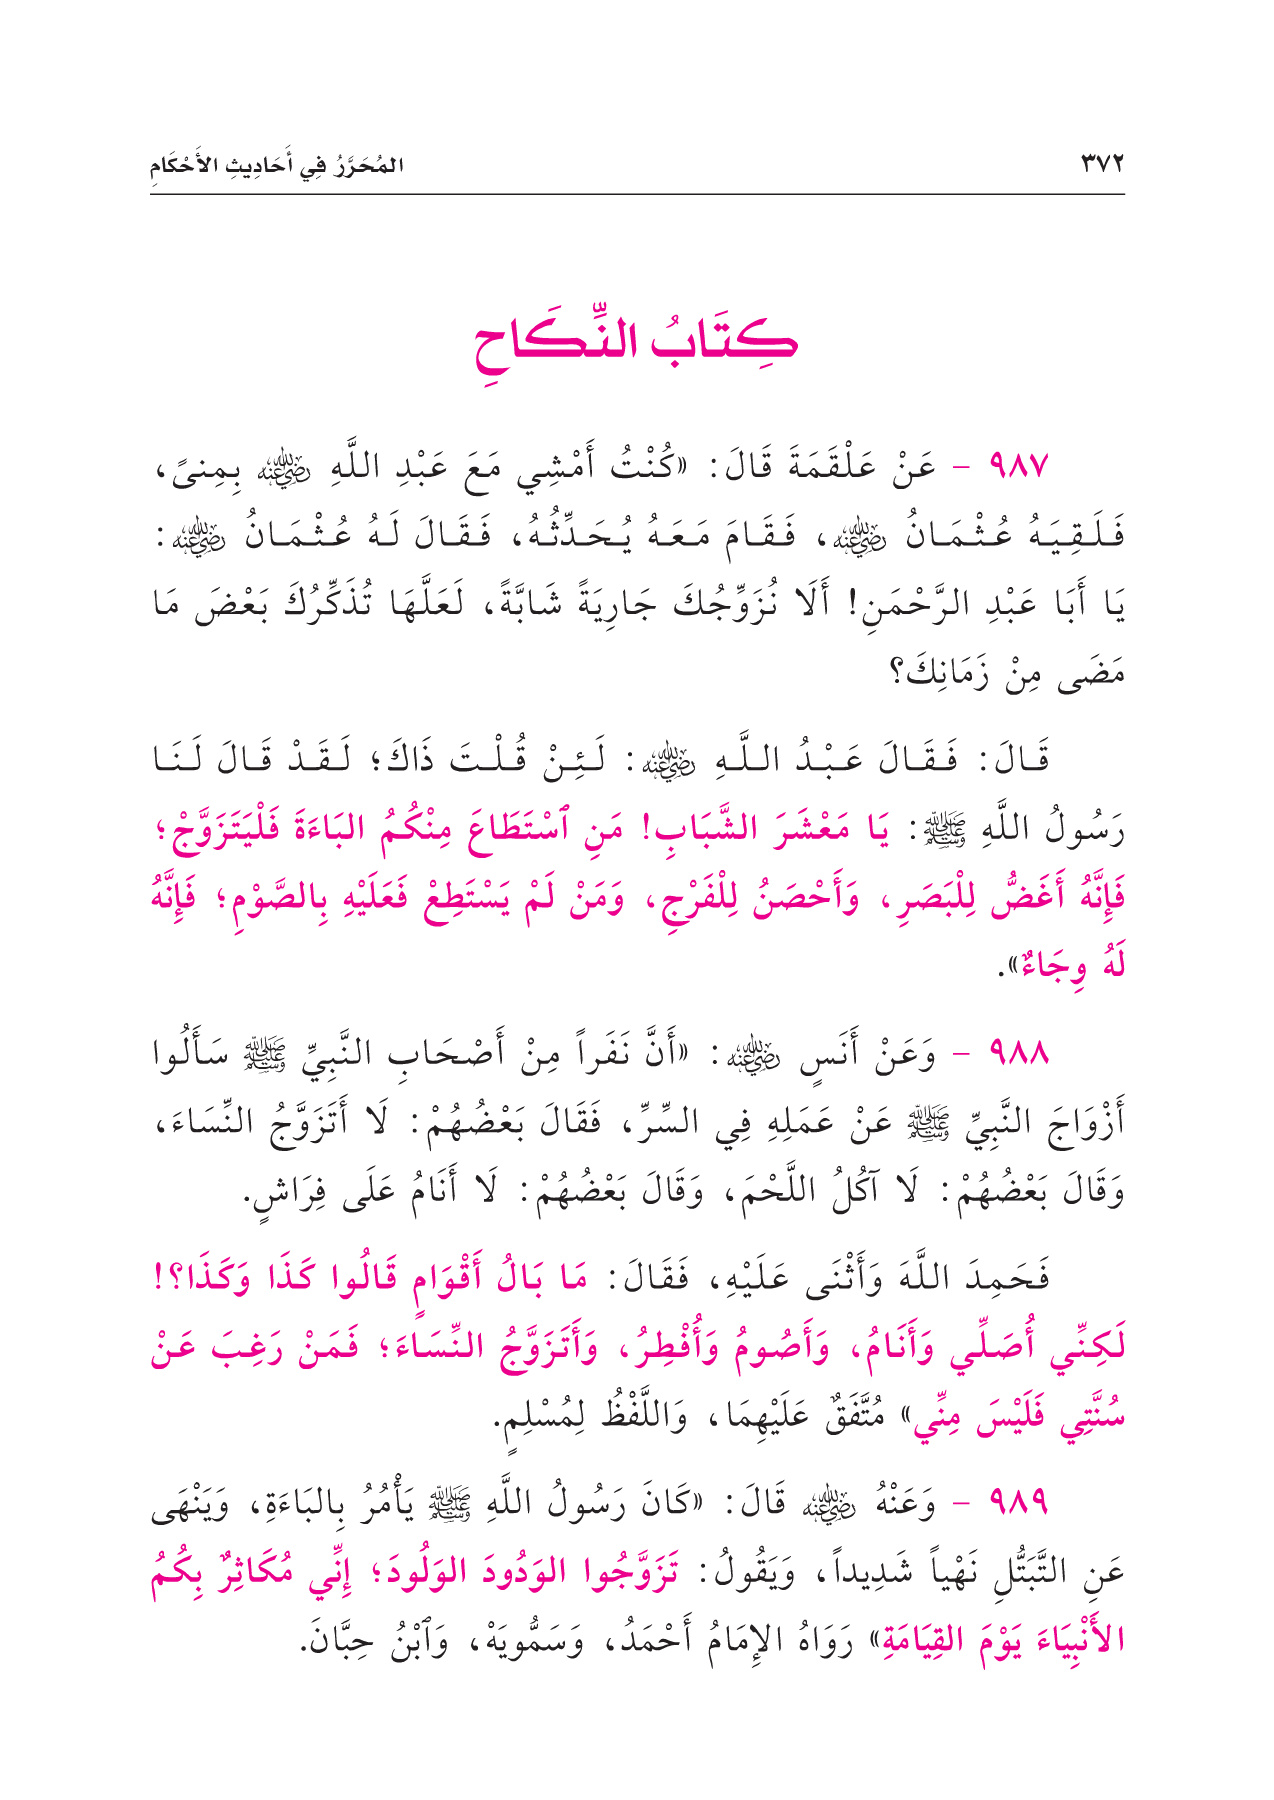 ٣٧٢
المُحَرَّرُ فِي أَحَادِيثِ الأَحْكَامِ
كِتَابُ النِّكَاحِ
٩٨٧ - عَنْ عَلْقَمَةَ قَالَ: «كُنْتُ أَمْشِي مَعَ عَبْدِ اللَّهِ رضي الله عنه بِمِنىً،
فَلَقِيَهُ عُثْمَانُ رضي الله عنه، فَقَامَ مَعَهُ يُحَدِّثُهُ، فَقَالَ لَهُ عُثْمَانُ رضي الله عنه:
يَا أَبَا عَبْدِ الرَّحْمَنِ! أَلَا نُزَوِّجُكَ جَارِيَةً شَابَّةً، لَعَلَّهَا تُذَكِّرُكَ بَعْضَ مَا
مَضَى مِنْ زَمَانِكَ؟
قَالَ: فَقَالَ عَبْدُ اللَّهِ رضي الله عنه: لَئِنْ قُلْتَ ذَاكَ؛ لَقَدْ قَالَ لَنَا
رَسُولُ اللَّهِ ﷺ: يَا مَعْشَرَ الشَّبَابِ! مَنِ ٱسْتَطَاعَ مِنْكُمُ البَاءَةَ فَلْيَتَزَوَّجْ؛
فَإِنَّهُ أَغَضُّ لِلْبَصَرِ، وَأَحْصَنُ لِلْفَرْجِ، وَمَنْ لَمْ يَسْتَطِعْ فَعَلَيْهِ بِالصَّوْمِ؛ فَإِنَّهُ
لَهُ وِجَاءٌ».
٩٨٨ - وَعَنْ أَنَسٍ رضي الله عنه: «أَنَّ نَفَراً مِنْ أَصْحَابِ النَّبِيِّ ﷺ سَأَلُوا
أَزْوَاجَ النَّبِيِّ ﷺ عَنْ عَمَلِهِ فِي السِّرِّ، فَقَالَ بَعْضُهُمْ: لَا أَتَزَوَّجُ النِّسَاءَ،
وَقَالَ بَعْضُهُمْ: لَا آكُلُ اللَّحْمَ، وَقَالَ بَعْضُهُمْ: لَا أَنَامُ عَلَى فِرَاشٍ.
فَحَمِدَ اللَّهَ وَأَثْنَى عَلَيْهِ، فَقَالَ: مَا بَالُ أَقْوَامٍ قَالُوا كَذَا وَكَذَا؟!
لَكِنِّي أُصَلِّي وَأَنَامُ، وَأَصُومُ وَأُفْطِرُ، وَأَتَزَوَّجُ النِّسَاءَ؛ فَمَنْ رَغِبَ عَنْ
سُنَّتِي فَلَيْسَ مِنِّي» مُتَّفَقٌ عَلَيْهِمَا، وَاللَّفْظُ لِمُسْلِمٍ.
٩٨٩ - وَعَنْهُ رضي الله عنه قَالَ: «كَانَ رَسُولُ اللَّهِ ﷺ يَأْمُرُ بِالبَاءَةِ، وَيَنْهَى
عَنِ التَّبَتُّلِ نَهْياً شَدِيداً، وَيَقُولُ: تَزَوَّجُوا الوَدُودَ الوَلُودَ؛ إِنِّي مُكَاثِرٌ بِكُمُ
الأَنْبِيَاءَ يَوْمَ القِيَامَةِ» رَوَاهُ الإِمَامُ أَحْمَدُ، وَسَمُّويَهْ، وَٱبْنُ حِبَّانَ.